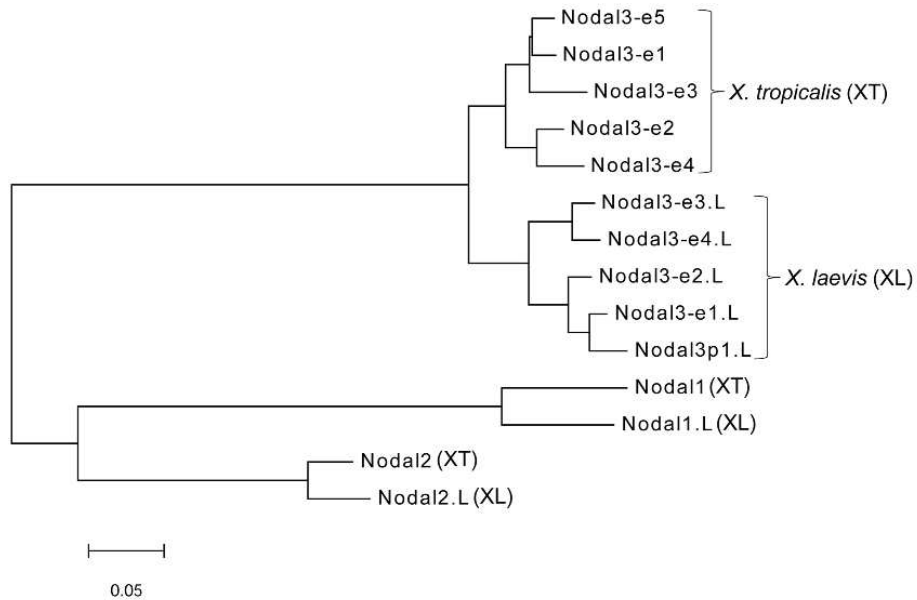 Nodal3-e5
Nodal3-e1
Nodal3-e3
X. tropicalis (XT)
Nodal3-e2
Nodal3-e4
Nodal3-e3.L
Nodal3-e4.L
Nodal3-e2.L
X. laevis (XL)
Nodal3-e1.L
Nodal3p1.L
Nodal1 (XT)
Nodal1.L (XL)
Nodal2 (XT)
Nodal2.L (XL)
0.05